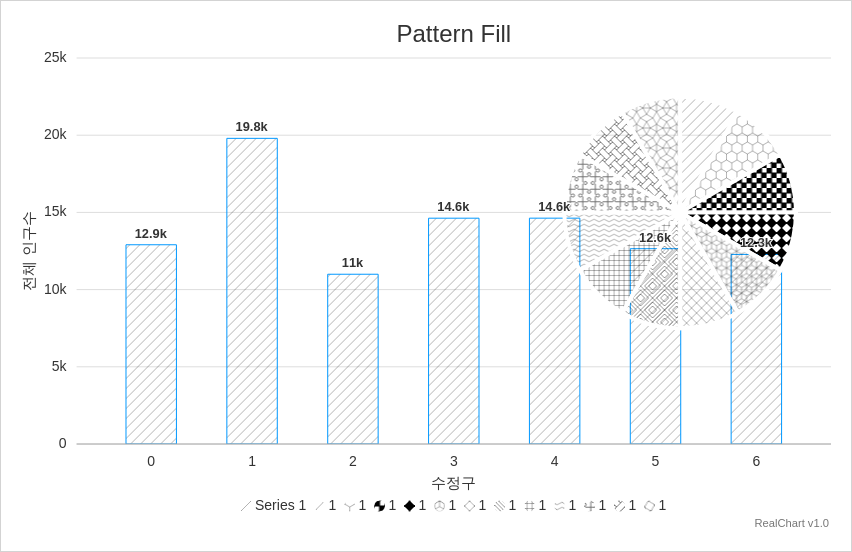 Pattern Fill
25k
20k
15k
10k
5k
0
전체 인구수
12.9k
19.8k
11k
14.6k
14.6k
12.6k
12.3k
0 1 2 3 4 5 6
수정구
Series 1 1 1 1 1 1 1 1 1 1 1 1 1
RealChart v1.0